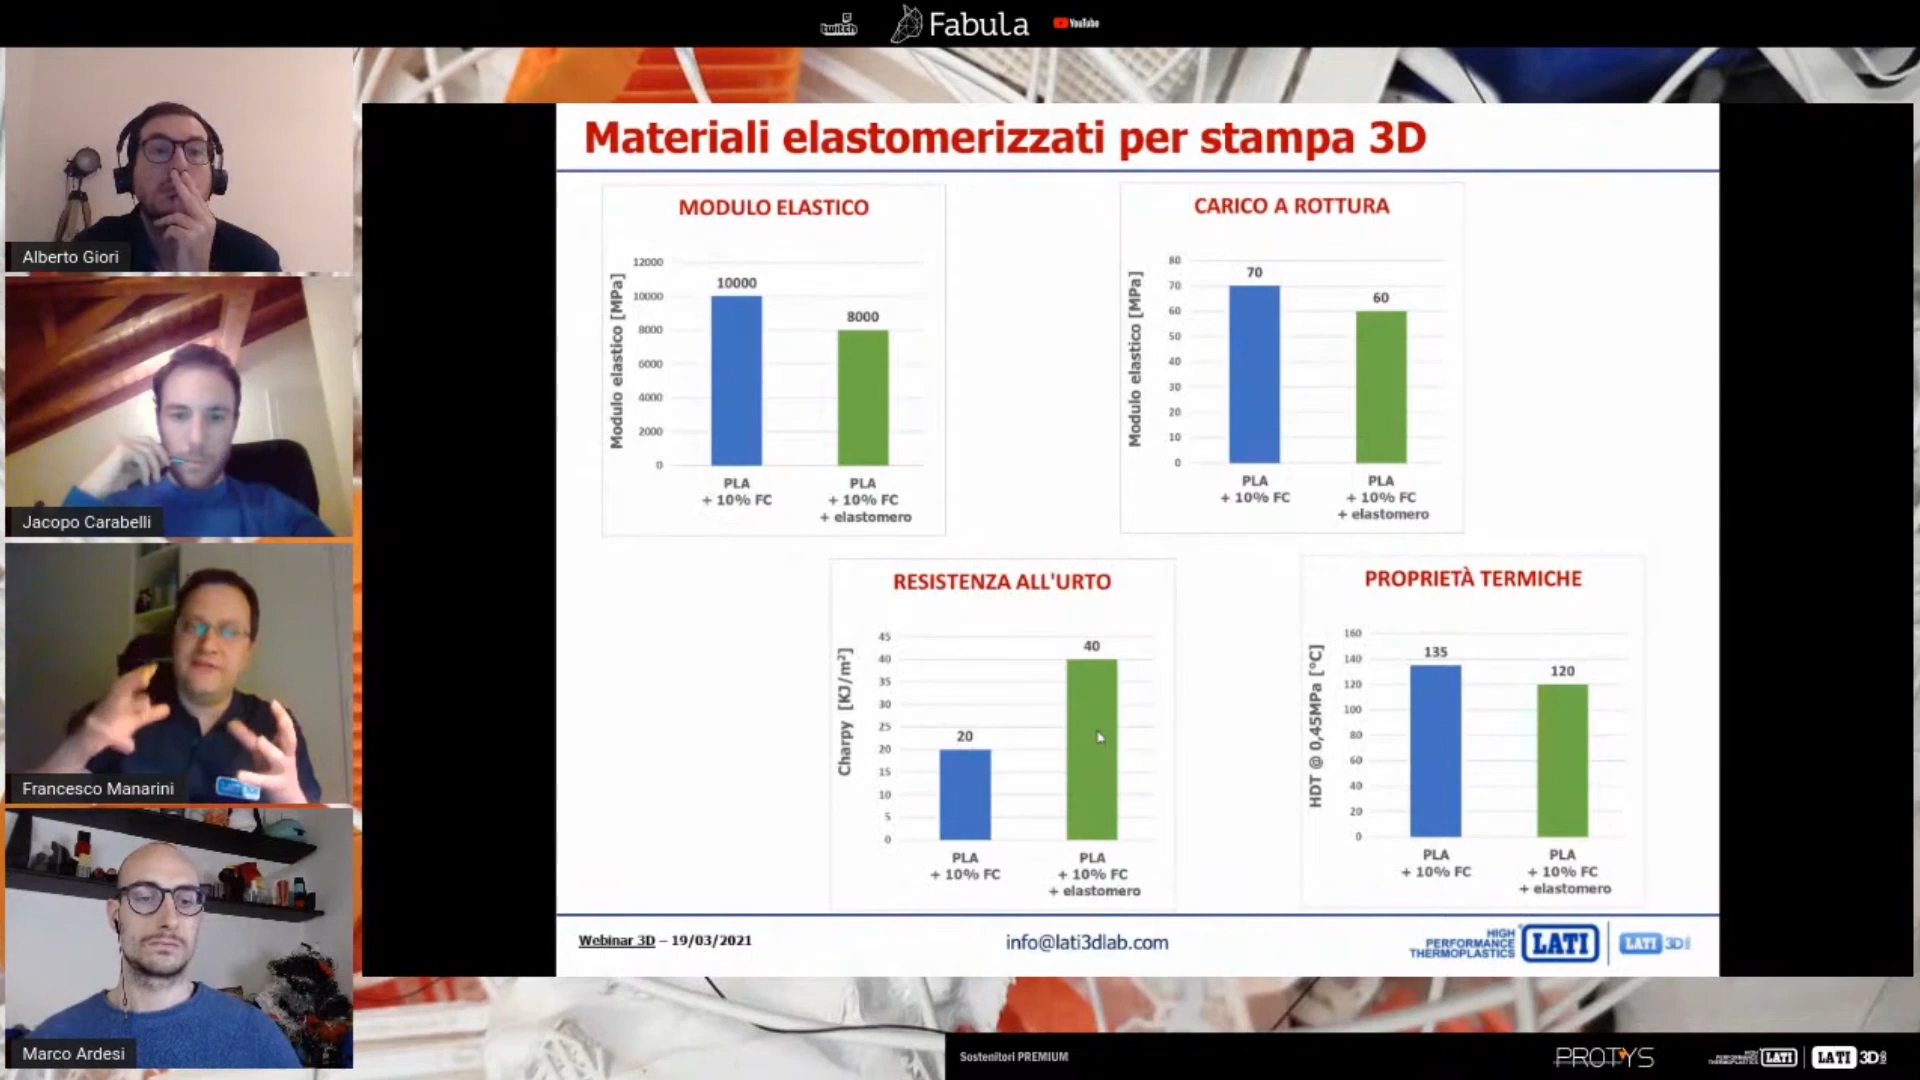 twitch
Fabula
YouTube
Alberto Giori
Jacopo Carabelli
Francesco Manarini
Marco Ardesi
Materiali elastomerizzati per stampa 3D
MODULO ELASTICO
Modulo elastico [MPa]
12000
10000
8000
6000
4000
2000
0
10000
8000
PLA
+ 10% FC
PLA
+ 10% FC
+ elastomero
CARICO A ROTTURA
Modulo elastico [MPa]
80
70
60
50
40
30
20
10
0
70
60
PLA
+ 10% FC
PLA
+ 10% FC
+ elastomero
RESISTENZA ALL'URTO
Charpy [KJ/m²]
45
40
35
30
25
20
15
10
5
0
20
40
PLA
+ 10% FC
PLA
+ 10% FC
+ elastomero
PROPRIETÀ TERMICHE
HDT @ 0,45MPa [°C]
160
140
120
100
80
60
40
20
0
135
120
PLA
+ 10% FC
PLA
+ 10% FC
+ elastomero
Webinar 3D – 19/03/2021
info@lati3dlab.com
HIGH
PERFORMANCE
THERMOPLASTICS
LATI
LATI 3D
Sostenitori PREMIUM
PROTYS
LATI
LATI 3D